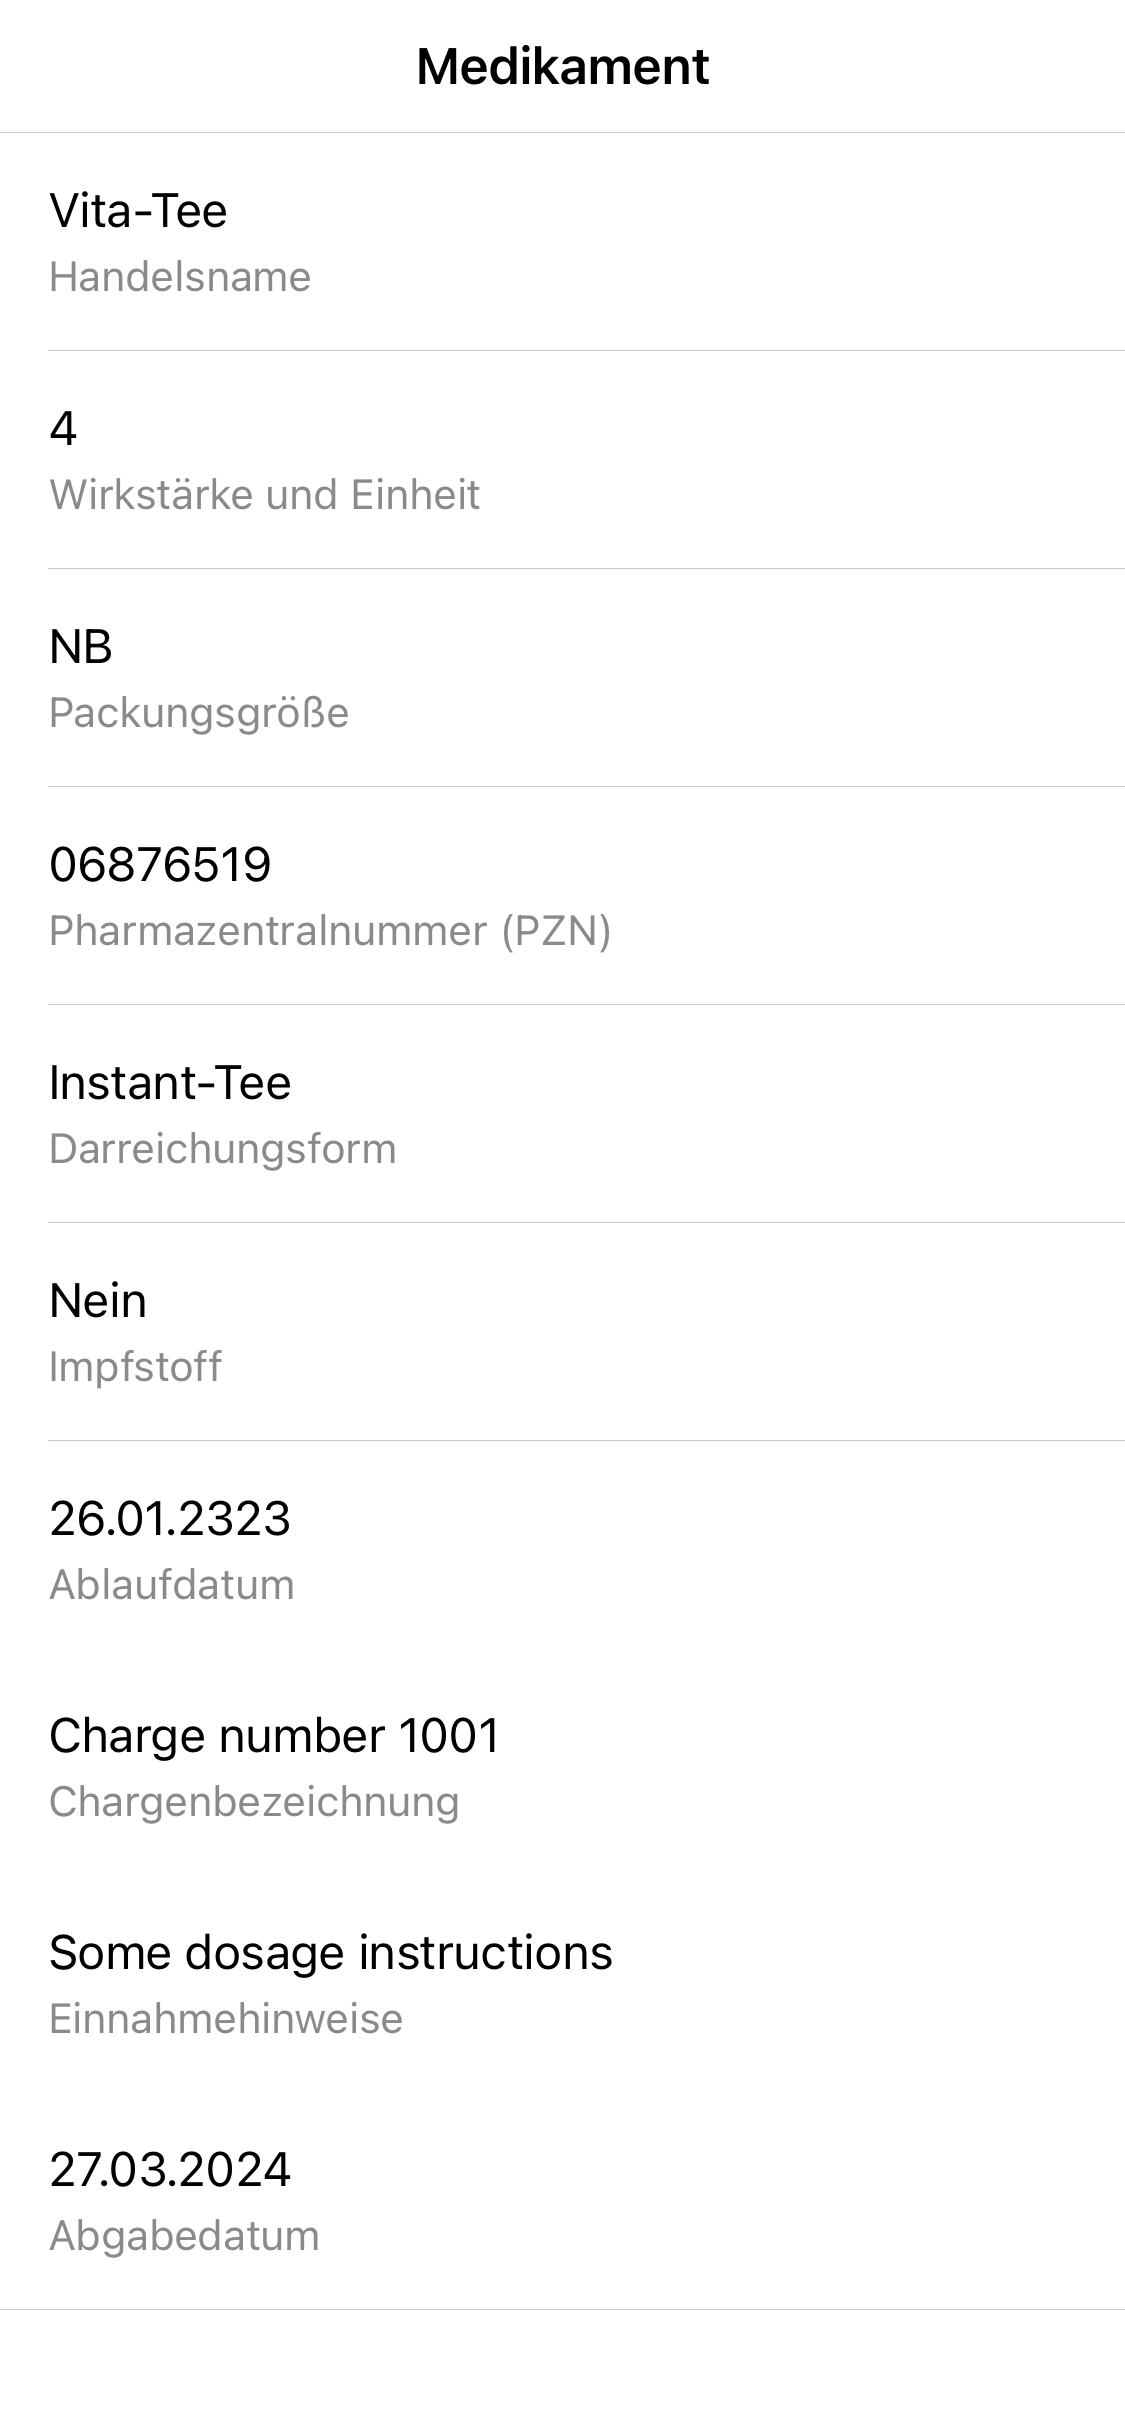 Medikament
Vita-Tee
Handelsname
4
Wirkstärke und Einheit
NB
Packungsgröße
06876519
Pharmazentralnummer (PZN)
Instant-Tee
Darreichungsform
Nein
Impfstoff
26.01.2323
Ablaufdatum
Charge number 1001
Chargenbezeichnung
Some dosage instructions
Einnahmehinweise
27.03.2024
Abgabedatum